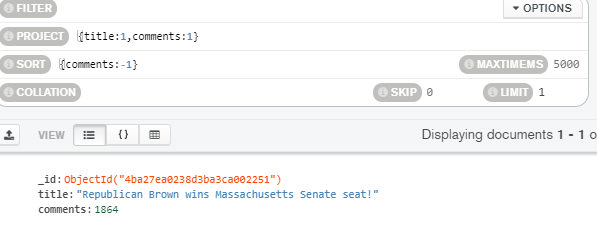 FILTER
OPTIONS
PROJECT {title:1,comments:1}
SORT {comments:-1} MAXTIMEMS 5000
COLLATION SKIP 0 LIMIT 1
VIEW {} Displaying documents 1 - 1 o
_id:ObjectId("4ba27ea0238d3ba3ca002251")
title:"Republican Brown wins Massachusetts Senate seat!"
comments:1864